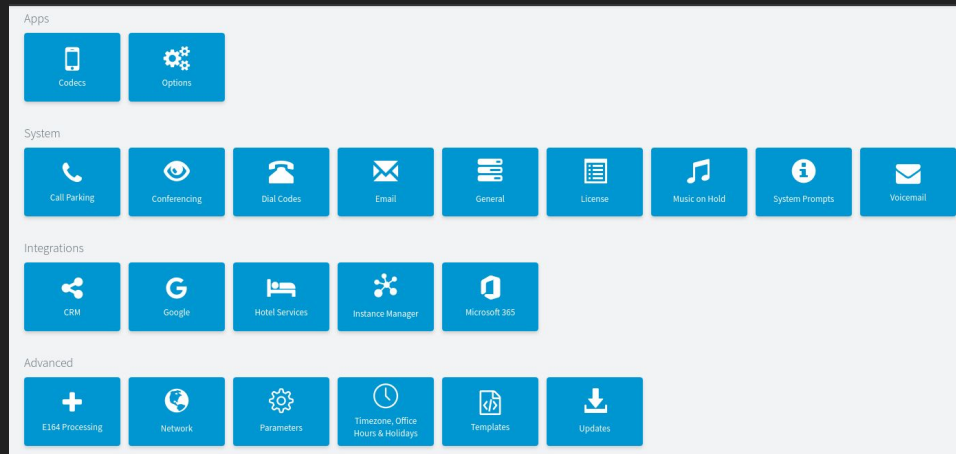 Apps
Codecs
Options
System
Call Parking
Conferencing
Dial Codes
Email
General
License
Music on Hold
System Prompts
Voicemail
Integrations
CRM
Google
Hotel Services
Instance Manager
Microsoft 365
Advanced
E164 Processing
Network
Parameters
Timezone, Office
Hours & Holidays
Templates
Updates